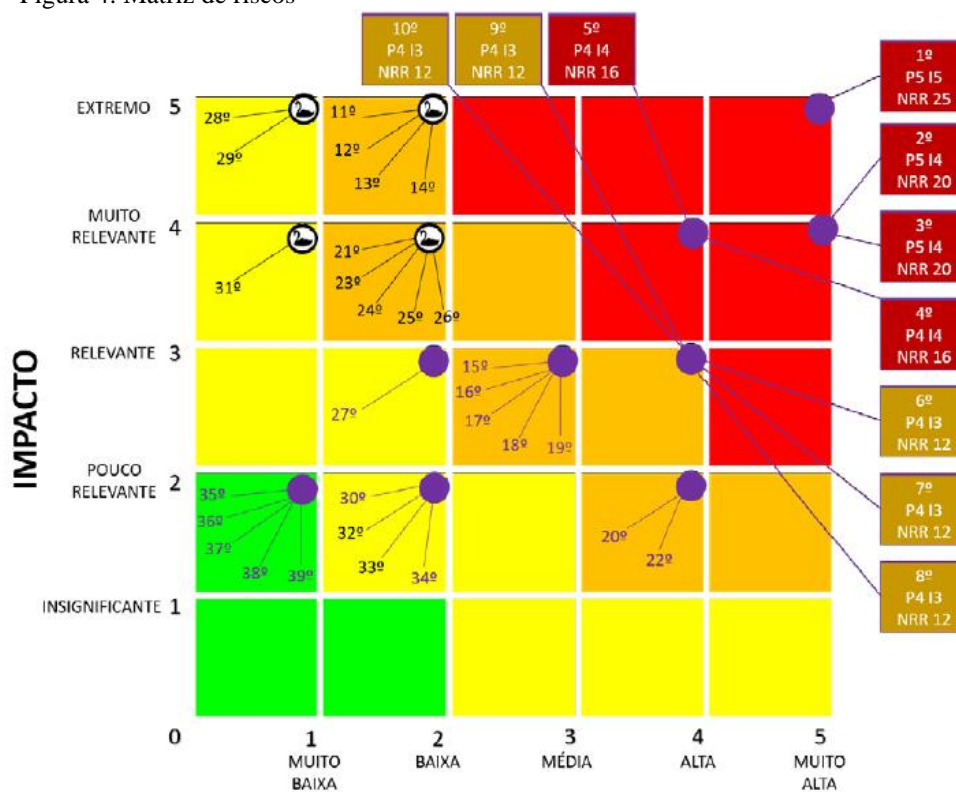 Figura 4: Matriz de riscos
10º
P4 I3
NRR 12
9º
P4 I3
NRR 12
5º
P4 I4
NRR 16
1º
P5 I5
NRR 25
2º
P5 I4
NRR 20
3º
P5 I4
NRR 20
4º
P4 I4
NRR 16
6º
P4 I3
NRR 12
7º
P4 I3
NRR 12
8º
P4 I3
NRR 12
IMPACTO
EXTREMO 5
28º
29º
11º
12º
13º
14º
MUITO
RELEVANTE 4
31º
21º
23º
24º
25º
26º
RELEVANTE 3
27º
15º
16º
17º
18º
19º
POUCO
RELEVANTE 2
35º
36º
37º
38º
39º
30º
32º
33º
34º
20º
22º
INSIGNIFICANTE 1
0
1
MUITO
BAIXA
2
BAIXA
3
MÉDIA
4
ALTA
5
MUITO
ALTA